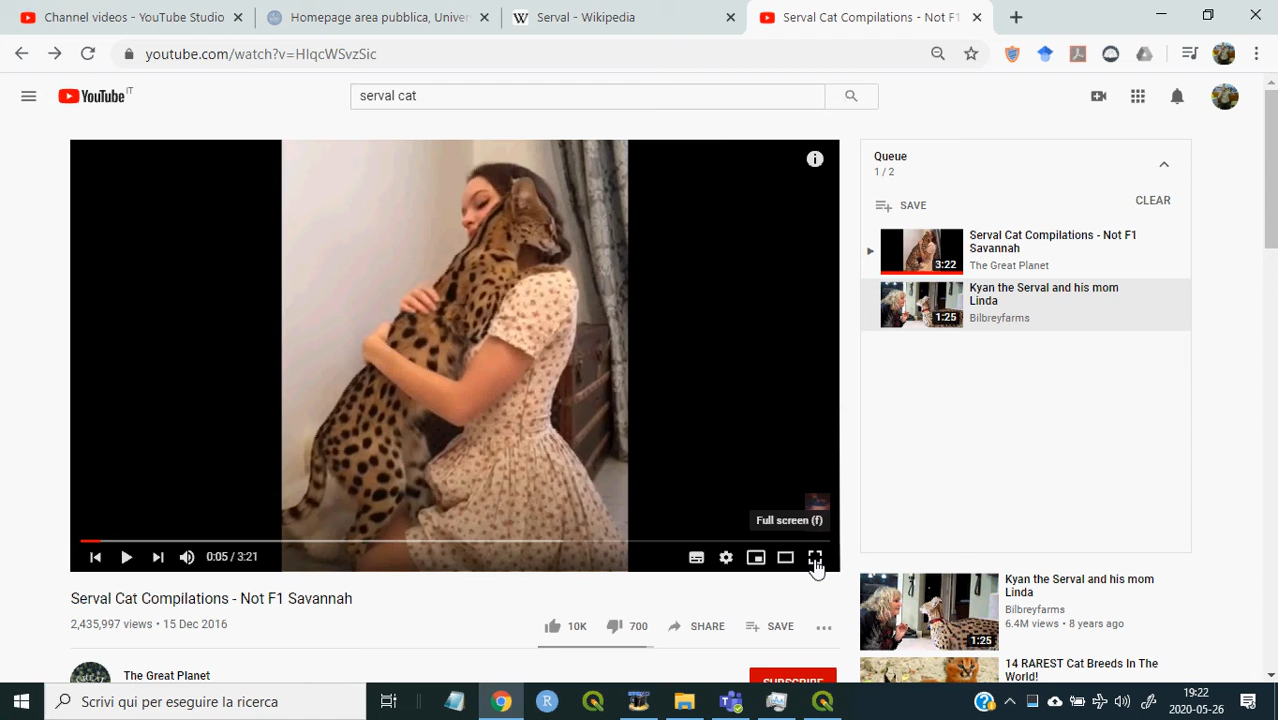 Channel videos - YouTube Studio
Homepage area pubblica, Univer
Serval - Wikipedia
Serval Cat Compilations - Not F1
youtube.com/watch?v=HIqcWSvzSic
YouTube IT
serval cat
Queue
1 / 2
SAVE
CLEAR
Serval Cat Compilations - Not F1
Savannah
The Great Planet
3:22
Kyan the Serval and his mom
Linda
Bilbreyfarms
1:25
Full screen (f)
0:05 / 3:21
Serval Cat Compilations - Not F1 Savannah
2,435,997 views • 15 Dec 2016
10K
700
SHARE
SAVE
The Great Planet
SUBSCRIBE
Kyan the Serval and his mom
Linda
Bilbreyfarms
6.4M views • 8 years ago
1:25
14 RAREST Cat Breeds In The
World!
Scrivi qui per eseguire la ricerca
19:22
2020-05-26